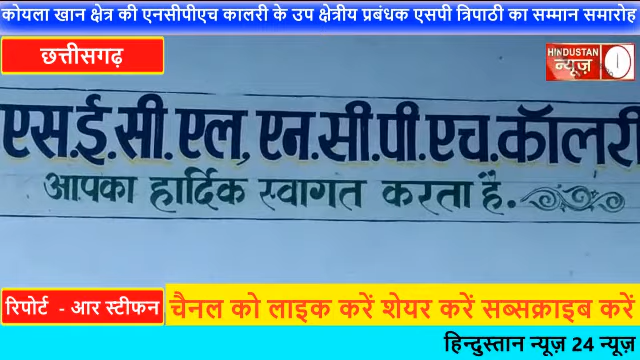 कोयला खान क्षेत्र की एनसीपीएच कालरी के उप क्षेत्रीय प्रबंधक एसपी त्रिपाठी का सम्मान समारोह
छत्तीसगढ़
HINDUSTAN
न्यूज़
एस.ई.सी. एल, एन.सी.पी.एच.कॉलरी
आपका हार्दिक स्वागत करता है.
रिपोर्ट - आर स्टीफन
चैनल को लाइक करें शेयर करें सब्सक्राइब करें
हिन्दुस्तान न्यूज़ 24 न्यूज़